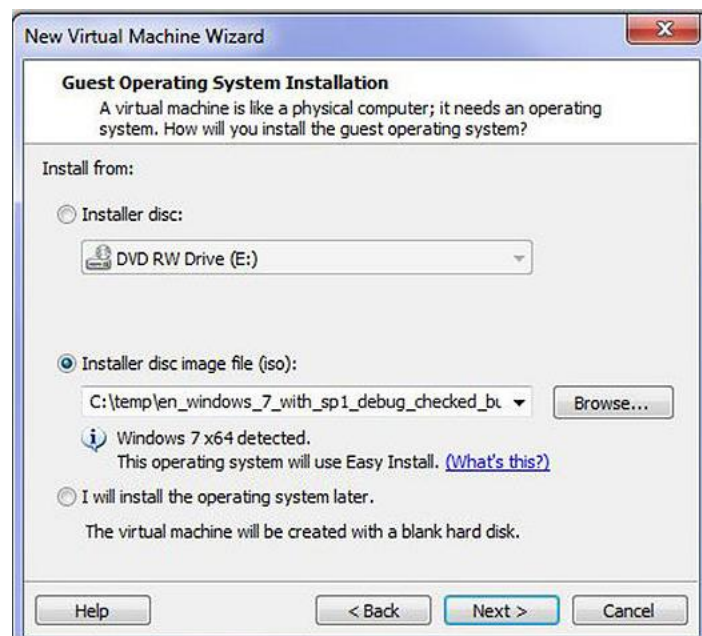 New Virtual Machine Wizard
Guest Operating System Installation
A virtual machine is like a physical computer; it needs an operating
system. How will you install the guest operating system?
Install from:
Installer disc:
DVD RW Drive (E:)
Installer disc image file (iso):
C:\temp\en_windows_7_with_sp1_debug_checked_bu
Browse...
Windows 7 x64 detected.
This operating system will use Easy Install. (What's this?)
I will install the operating system later.
The virtual machine will be created with a blank hard disk.
Help
< Back
Next >
Cancel